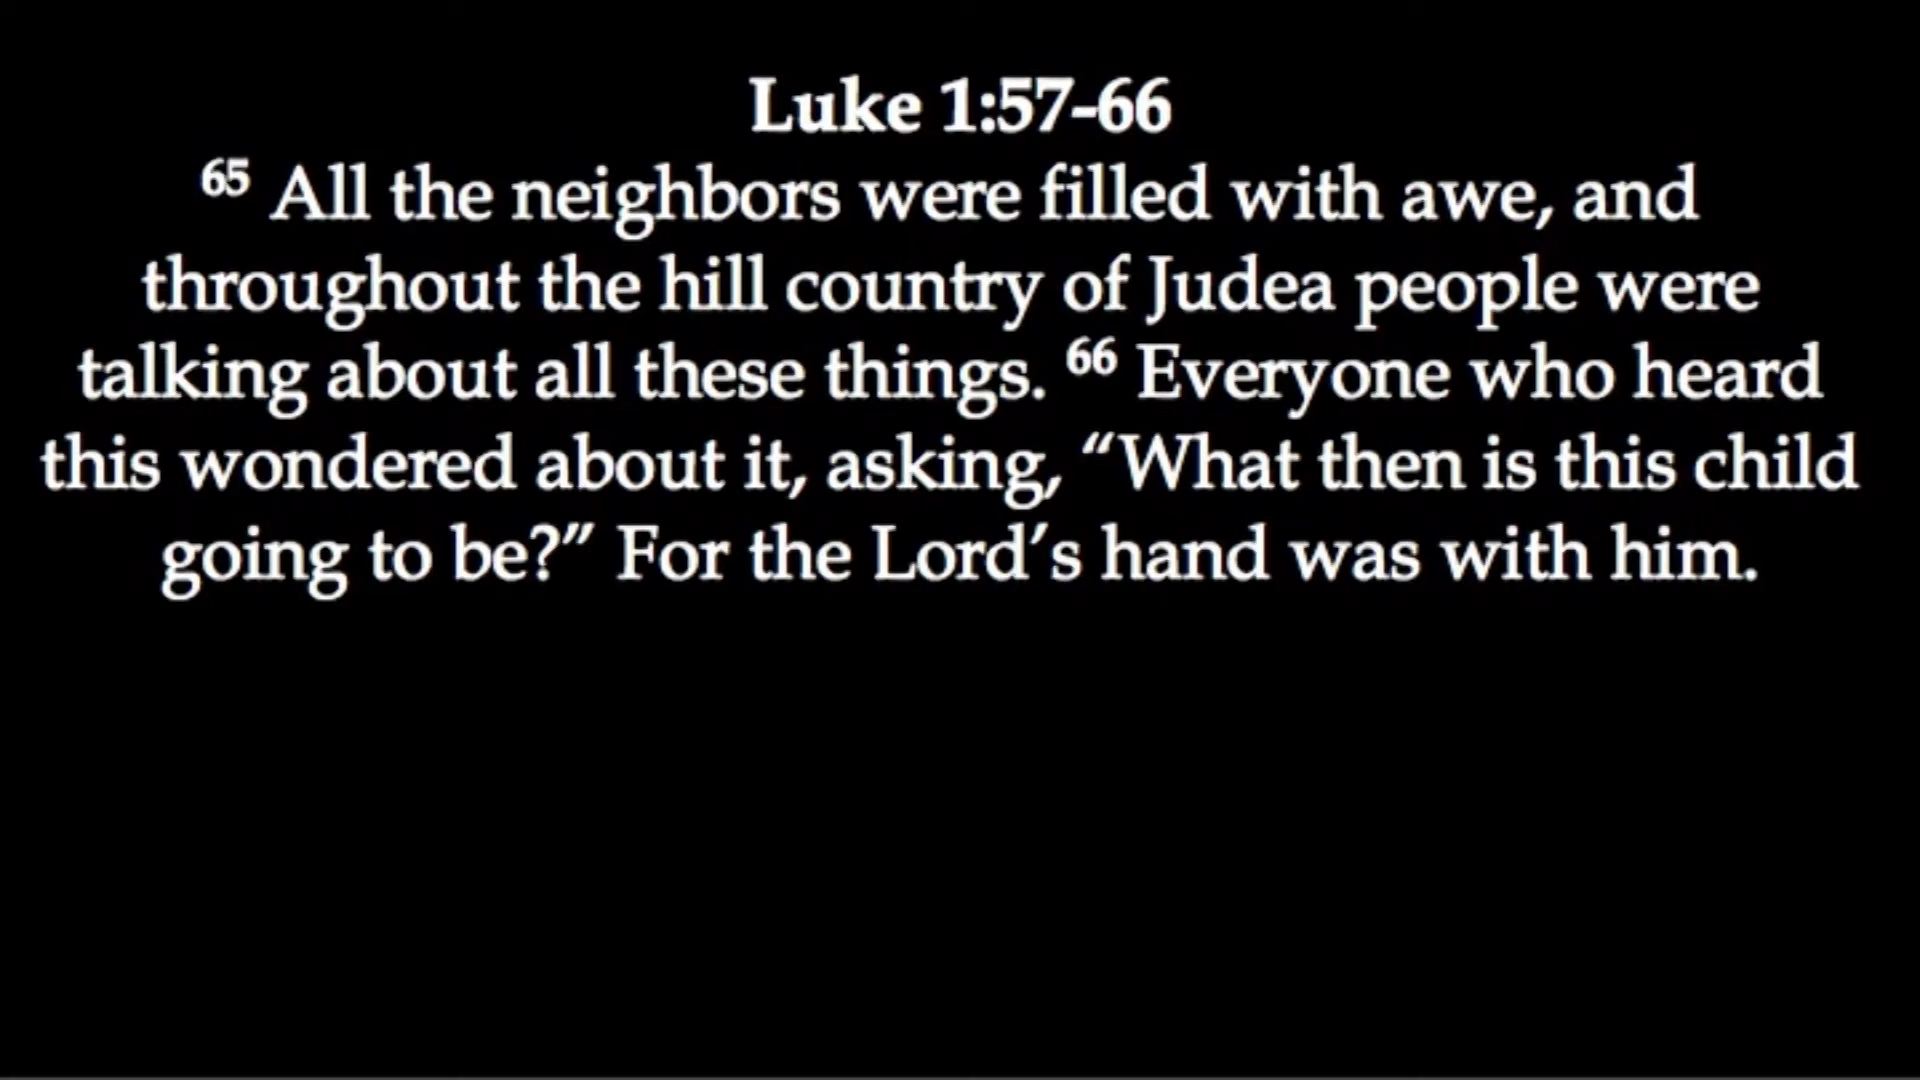 Luke 1:57-66
65 All the neighbors were filled with awe, and
throughout the hill country of Judea people were
talking about all these things. 66 Everyone who heard
this wondered about it, asking, “What then is this child
going to be?” For the Lord’s hand was with him.